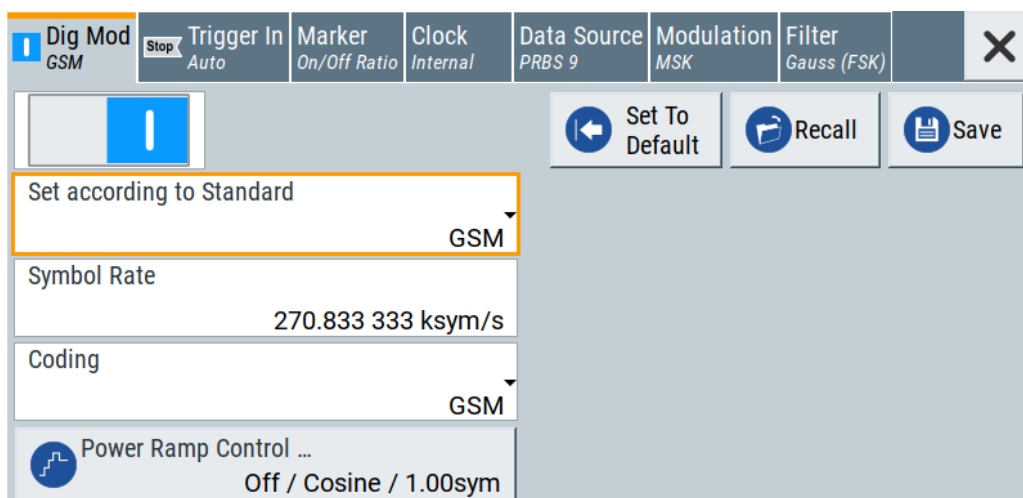 Dig Mod
GSM
Stop
Trigger In
Auto
Marker
On/Off Ratio
Clock
Internal
Data Source
PRBS 9
Modulation
MSK
Filter
Gauss (FSK)
Set To
Default
Recall
Save
Set according to Standard
GSM
Symbol Rate
270.833 333 ksym/s
Coding
GSM
Power Ramp Control ...
Off / Cosine / 1.00sym